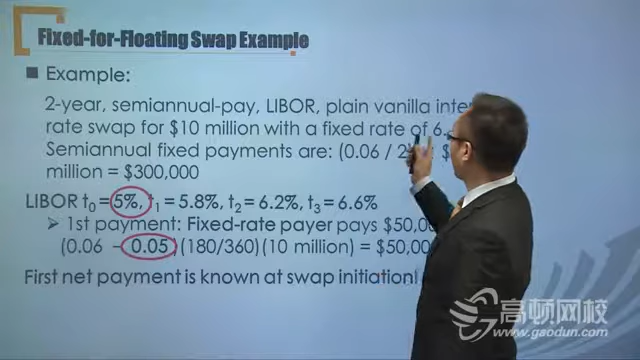 Fixed-for-Floating Swap Example
Example:
2-year, semiannual-pay, LIBOR, plain vanilla
rate swap for $10 million with a fixed rate of 6.
Semiannual fixed payments are: (0.06 / 2) $
million = $300,000
LIBOR t0 = 5%, t1 = 5.8%, t2 = 6.2%, t3 = 6.6%
1st payment: Fixed-rate payer pays $50,00
(0.06 – 0.05)(180/360)(10 million) = $50,00
First net payment is known at swap initiation!
高顿网校
www.gaodun.com